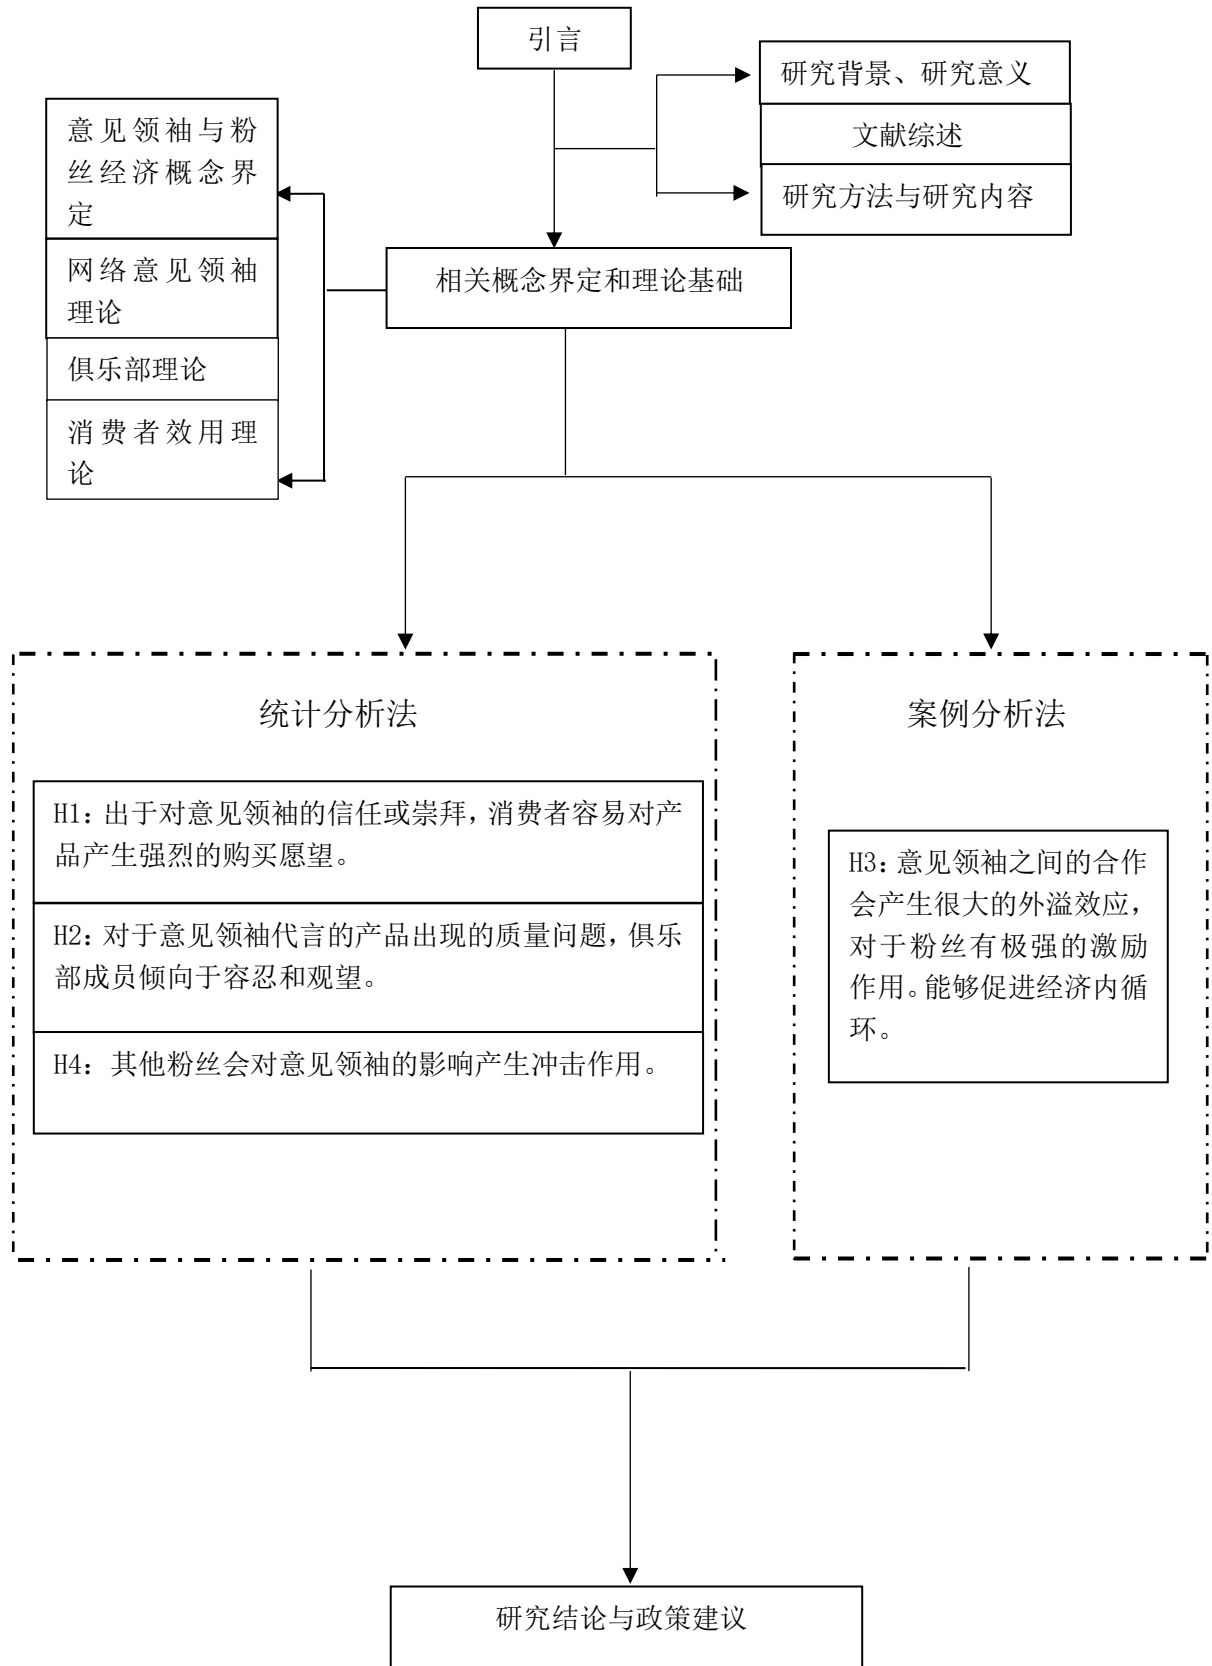 引言
研究背景、研究意义
文献综述
研究方法与研究内容
意见领袖与粉
丝经济概念界
定
网络意见领袖
理论
俱乐部理论
消费者效用理
论
相关概念界定和理论基础
统计分析法
H1：出于对意见领袖的信任或崇拜，消费者容易对产
品产生强烈的购买愿望。
H2：对于意见领袖代言的产品出现的质量问题，俱乐
部成员倾向于容忍和观望。
H4：其他粉丝会对意见领袖的影响产生冲击作用。
案例分析法
H3：意见领袖之间的合作
会产生很大的外溢效应，
对于粉丝有极强的激励
作用。能够促进经济内循
环。
研究结论与政策建议